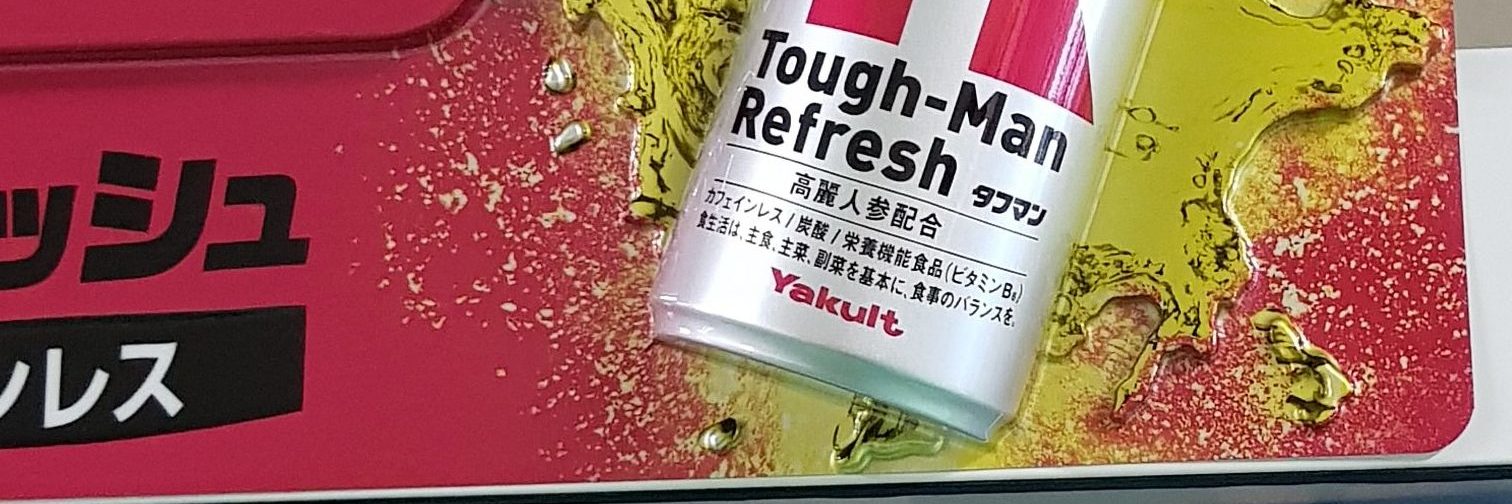 ッシュ
ンレス
Tough-Man
Refresh
タフマン
高麗人参配合
カフェインレス / 炭酸 / 栄養機能食品(ビタミンB₆)
食生活は、主食、主菜、副菜を基本に、食事のバランスを。
Yakult